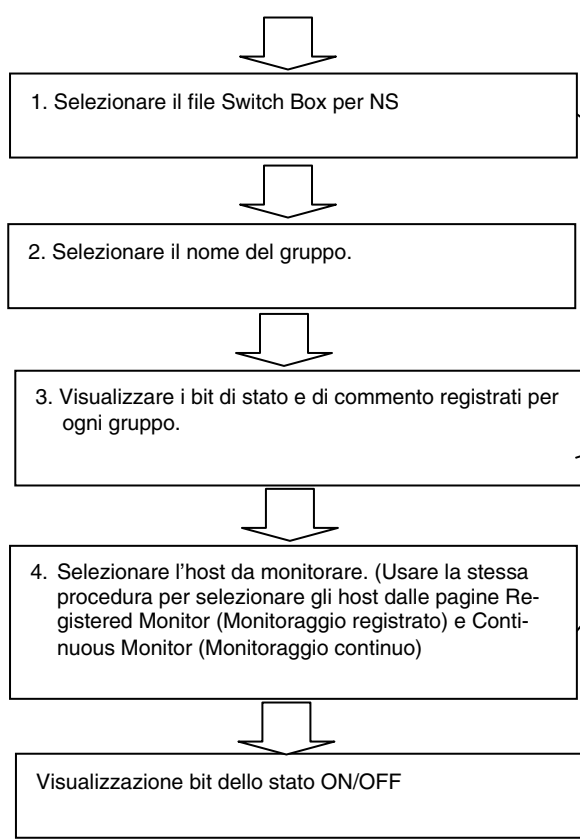 1. Selezionare il file Switch Box per NS
2. Selezionare il nome del gruppo.
3. Visualizzare i bit di stato e di commento registrati per
ogni gruppo.
4. Selezionare l'host da monitorare. (Usare la stessa
procedura per selezionare gli host dalle pagine Re-
gistered Monitor (Monitoraggio registrato) e Conti-
nuous Monitor (Monitoraggio continuo)
Visualizzazione bit dello stato ON/OFF